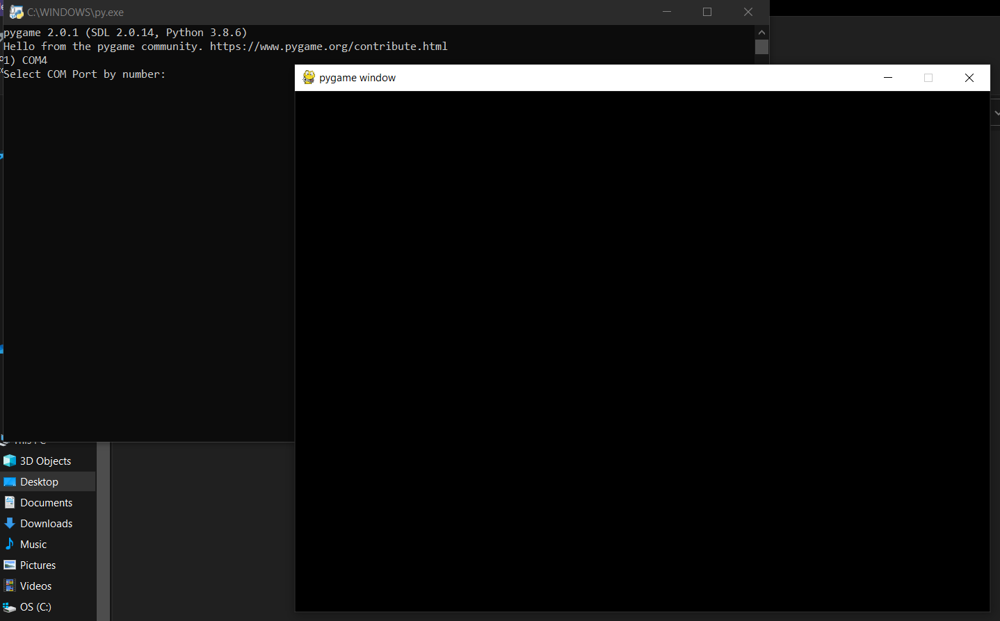 C:\WINDOWS\py.exe
pygame 2.0.1 (SDL 2.0.14, Python 3.8.6)
Hello from the pygame community. https://www.pygame.org/contribute.html
1) COM4
Select COM Port by number:
pygame window
This PC
3D Objects
Desktop
Documents
Downloads
Music
Pictures
Videos
OS (C:)